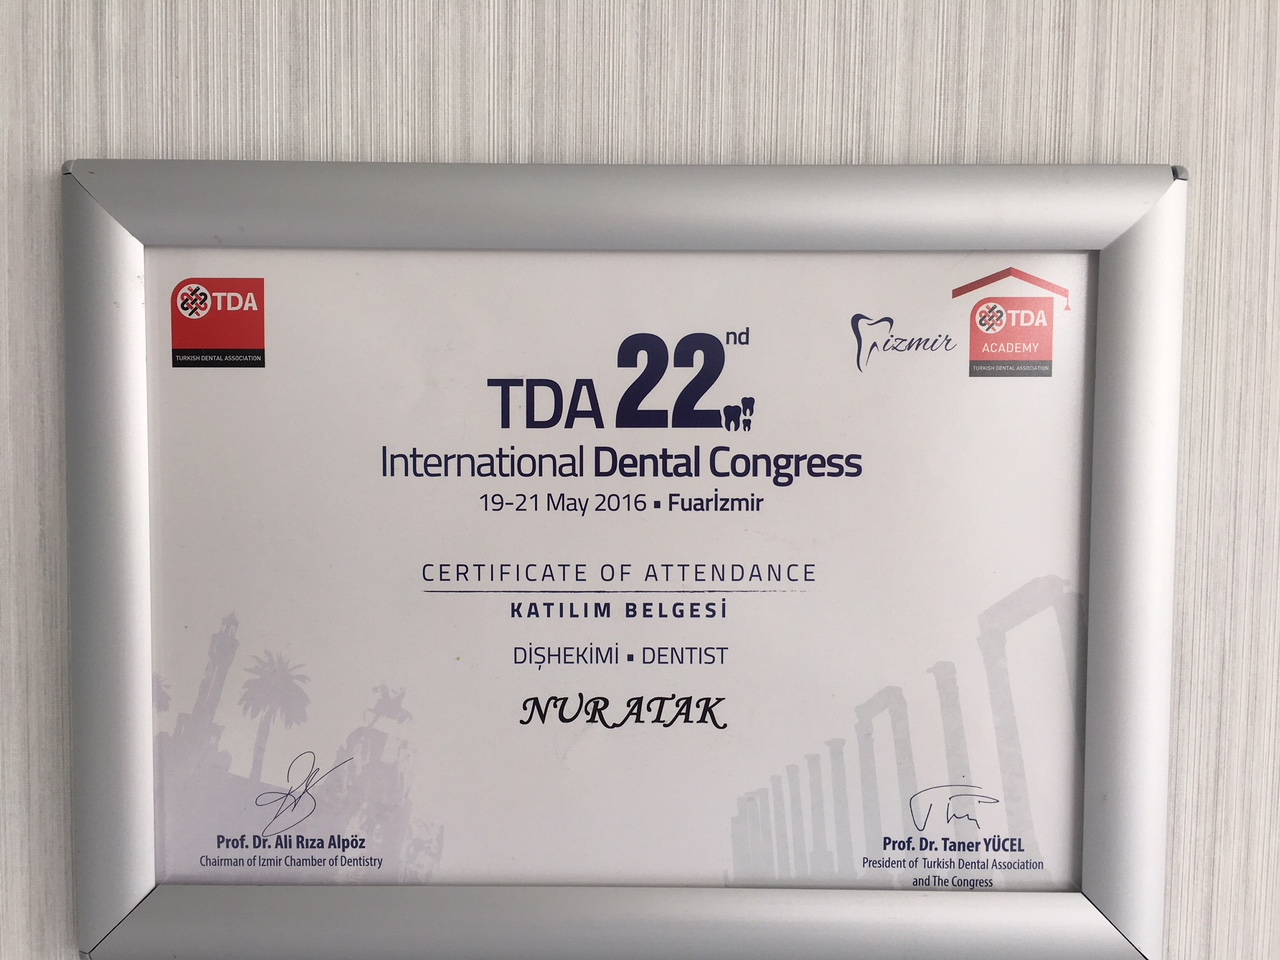 TDA
TURKISH DENTAL ASSOCIATION
izmir
TDA
ACADEMY
TURKISH DENTAL ASSOCIATION
TDA 22nd
International Dental Congress
19-21 May 2016 ▪ Fuarİzmir
CERTIFICATE OF ATTENDANCE
KATILIM BELGESİ
DİŞHEKİMİ ▪ DENTIST
NUR ATAK
Prof. Dr. Ali Rıza Alpöz
Chairman of Izmir Chamber of Dentistry
Prof. Dr. Taner YÜCEL
President of Turkish Dental Association
and The Congress